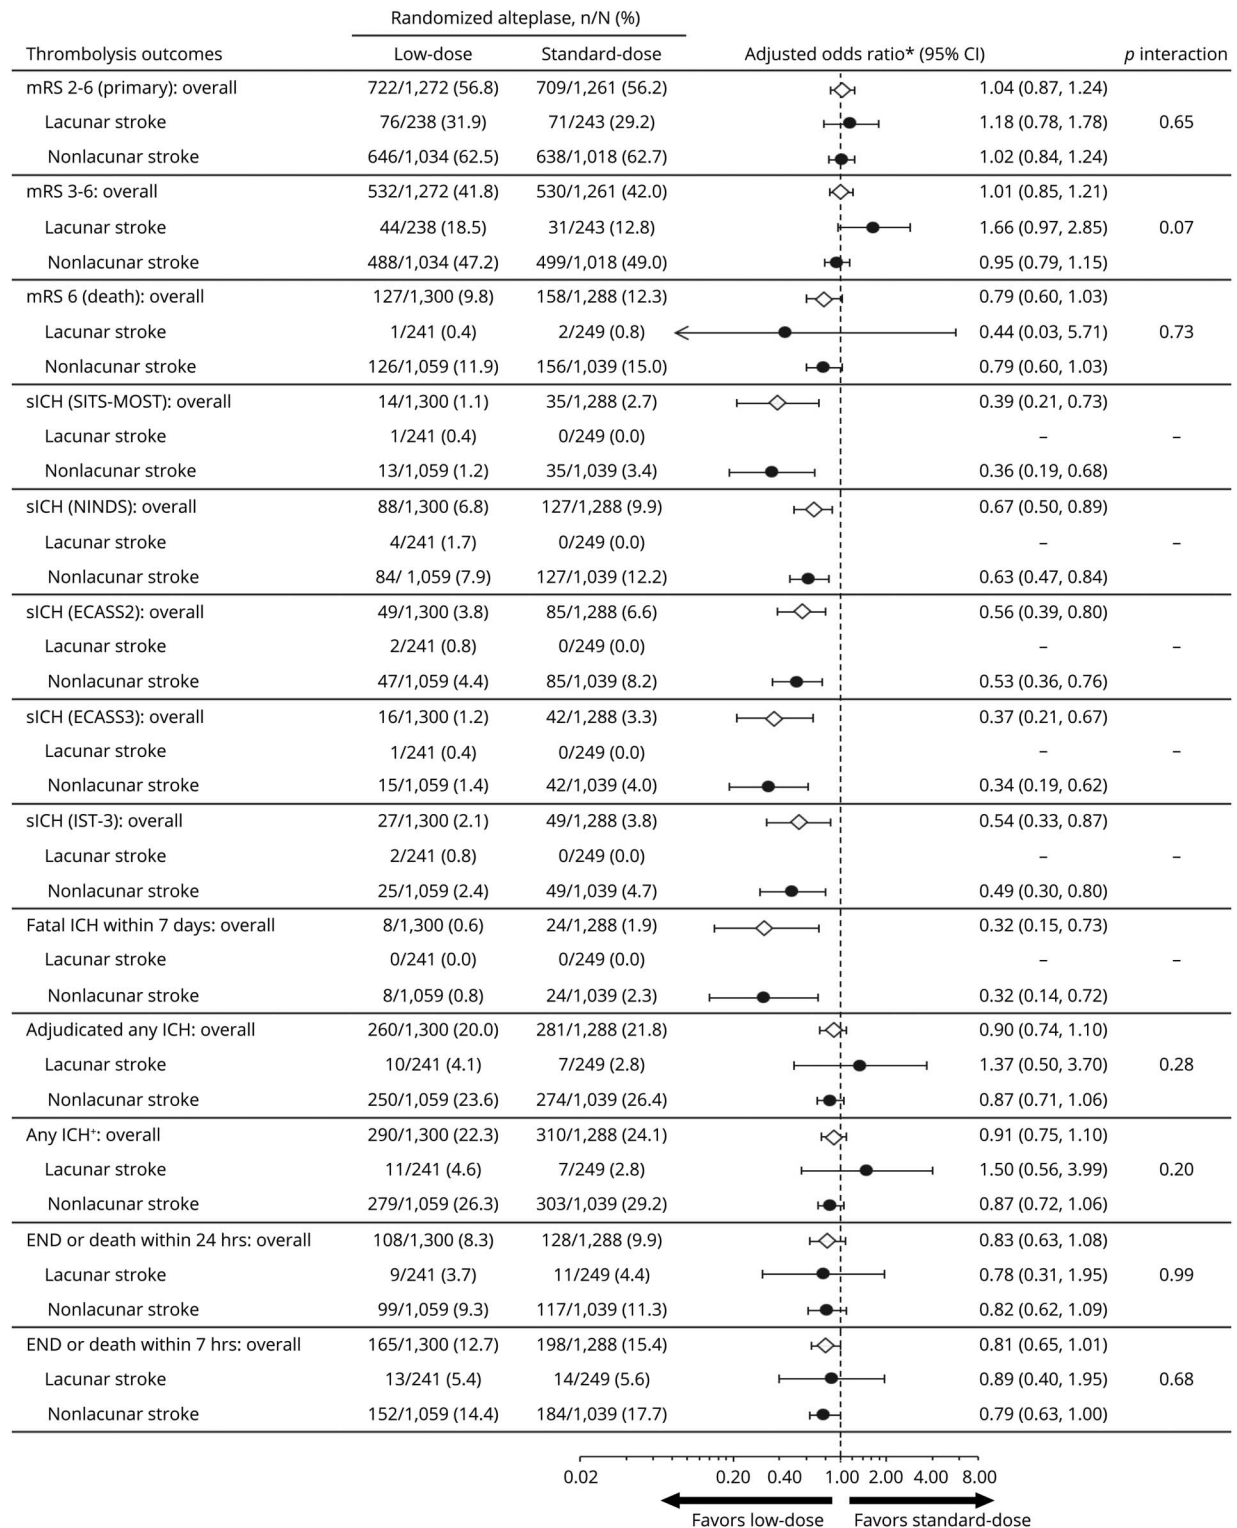 Randomized alteplase, n/N (%)
Thrombolysis outcomes Low-dose Standard-dose Adjusted odds ratio* (95% CI) p interaction
mRS 2-6 (primary): overall 722/1,272 (56.8) 709/1,261 (56.2) 1.04 (0.87, 1.24)
Lacunar stroke 76/238 (31.9) 71/243 (29.2) 1.18 (0.78, 1.78) 0.65
Nonlacunar stroke 646/1,034 (62.5) 638/1,018 (62.7) 1.02 (0.84, 1.24)
mRS 3-6: overall 532/1,272 (41.8) 530/1,261 (42.0) 1.01 (0.85, 1.21)
Lacunar stroke 44/238 (18.5) 31/243 (12.8) 1.66 (0.97, 2.85) 0.07
Nonlacunar stroke 488/1,034 (47.2) 499/1,018 (49.0) 0.95 (0.79, 1.15)
mRS 6 (death): overall 127/1,300 (9.8) 158/1,288 (12.3) 0.79 (0.60, 1.03)
Lacunar stroke 1/241 (0.4) 2/249 (0.8) 0.44 (0.03, 5.71) 0.73
Nonlacunar stroke 126/1,059 (11.9) 156/1,039 (15.0) 0.79 (0.60, 1.03)
sICH (SITS-MOST): overall 14/1,300 (1.1) 35/1,288 (2.7) 0.39 (0.21, 0.73)
Lacunar stroke 1/241 (0.4) 0/249 (0.0) – –
Nonlacunar stroke 13/1,059 (1.2) 35/1,039 (3.4) 0.36 (0.19, 0.68)
sICH (NINDS): overall 88/1,300 (6.8) 127/1,288 (9.9) 0.67 (0.50, 0.89)
Lacunar stroke 4/241 (1.7) 0/249 (0.0) – –
Nonlacunar stroke 84/ 1,059 (7.9) 127/1,039 (12.2) 0.63 (0.47, 0.84)
sICH (ECASS2): overall 49/1,300 (3.8) 85/1,288 (6.6) 0.56 (0.39, 0.80)
Lacunar stroke 2/241 (0.8) 0/249 (0.0) – –
Nonlacunar stroke 47/1,059 (4.4) 85/1,039 (8.2) 0.53 (0.36, 0.76)
sICH (ECASS3): overall 16/1,300 (1.2) 42/1,288 (3.3) 0.37 (0.21, 0.67)
Lacunar stroke 1/241 (0.4) 0/249 (0.0) – –
Nonlacunar stroke 15/1,059 (1.4) 42/1,039 (4.0) 0.34 (0.19, 0.62)
sICH (IST-3): overall 27/1,300 (2.1) 49/1,288 (3.8) 0.54 (0.33, 0.87)
Lacunar stroke 2/241 (0.8) 0/249 (0.0) – –
Nonlacunar stroke 25/1,059 (2.4) 49/1,039 (4.7) 0.49 (0.30, 0.80)
Fatal ICH within 7 days: overall 8/1,300 (0.6) 24/1,288 (1.9) 0.32 (0.15, 0.73)
Lacunar stroke 0/241 (0.0) 0/249 (0.0) – –
Nonlacunar stroke 8/1,059 (0.8) 24/1,039 (2.3) 0.32 (0.14, 0.72)
Adjudicated any ICH: overall 260/1,300 (20.0) 281/1,288 (21.8) 0.90 (0.74, 1.10)
Lacunar stroke 10/241 (4.1) 7/249 (2.8) 1.37 (0.50, 3.70) 0.28
Nonlacunar stroke 250/1,059 (23.6) 274/1,039 (26.4) 0.87 (0.71, 1.06)
Any ICH⁺: overall 290/1,300 (22.3) 310/1,288 (24.1) 0.91 (0.75, 1.10)
Lacunar stroke 11/241 (4.6) 7/249 (2.8) 1.50 (0.56, 3.99) 0.20
Nonlacunar stroke 279/1,059 (26.3) 303/1,039 (29.2) 0.87 (0.72, 1.06)
END or death within 24 hrs: overall 108/1,300 (8.3) 128/1,288 (9.9) 0.83 (0.63, 1.08)
Lacunar stroke 9/241 (3.7) 11/249 (4.4) 0.78 (0.31, 1.95) 0.99
Nonlacunar stroke 99/1,059 (9.3) 117/1,039 (11.3) 0.82 (0.62, 1.09)
END or death within 7 hrs: overall 165/1,300 (12.7) 198/1,288 (15.4) 0.81 (0.65, 1.01)
Lacunar stroke 13/241 (5.4) 14/249 (5.6) 0.89 (0.40, 1.95) 0.68
Nonlacunar stroke 152/1,059 (14.4) 184/1,039 (17.7) 0.79 (0.63, 1.00)
0.02 0.20 0.40 1.00 2.00 4.00 8.00
Favors low-dose Favors standard-dose